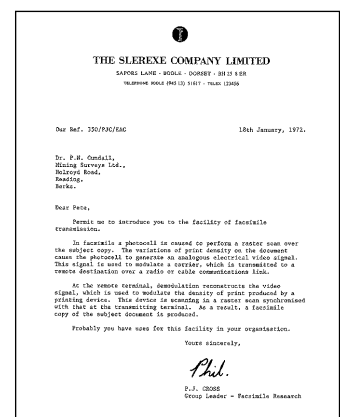 THE SLEREXE COMPANY LIMITED
SAPORS LANE - BOOLE - DORSET - BH 25 8 ER
TELEPHONE BOOLE (945 13) 51617 - TELEX 123456
Our Ref. 350/PJC/EAC 18th January, 1972.
Dr. P.N. Cundall,
Mining Surveys Ltd.,
Holroyd Road,
Reading,
Berks.
Dear Pete,
Permit me to introduce you to the facility of facsimile
transmission.
In facsimile a photocell is caused to perform a raster scan over
the subject copy. The variations of print density on the document
cause the photocell to generate an analogous electrical video signal.
This signal is used to modulate a carrier, which is transmitted to a
remote destination over a radio or cable communications link.
At the remote terminal, demodulation reconstructs the video
signal, which is used to modulate the density of print produced by a
printing device. This device is scanning in a raster scan synchronised
with that at the transmitting terminal. As a result, a facsimile
copy of the subject document is produced.
Probably you have uses for this facility in your organisation.
Yours sincerely,
Phil.
P.J. CROSS
Group Leader - Facsimile Research